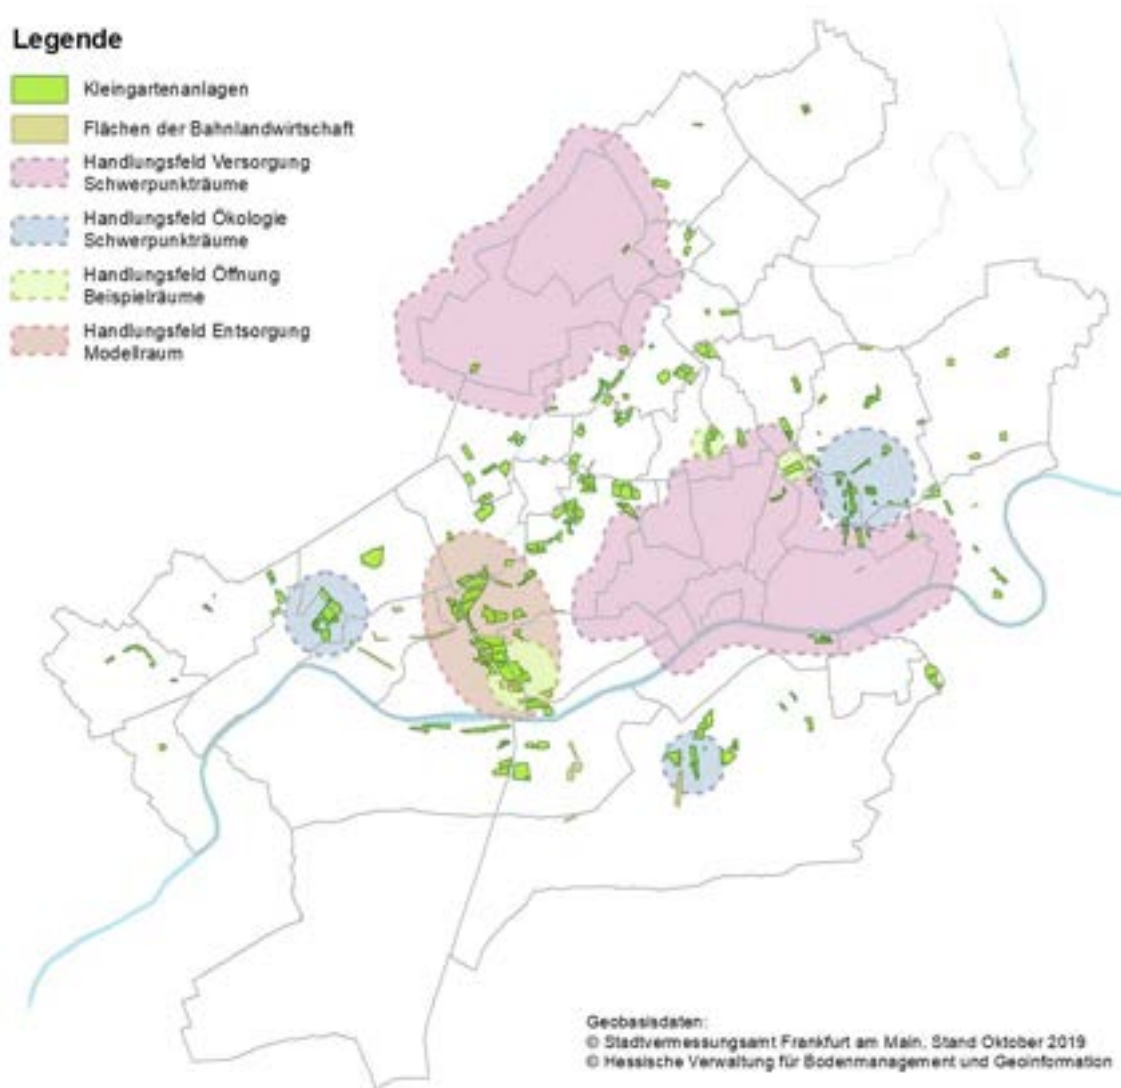 Legende
Kleingartenanlagen
Flächen der Bahnlandwirtschaft
Handlungsfeld Versorgung
Schwerpunkträume
Handlungsfeld Ökologie
Schwerpunkträume
Handlungsfeld Öffnung
Beispielräume
Handlungsfeld Entsorgung
Modellraum
Geobasisdaten:
© Stadtvermessungsamt Frankfurt am Main, Stand Oktober 2019
© Hessische Verwaltung für Bodenmanagement und Geoinformation